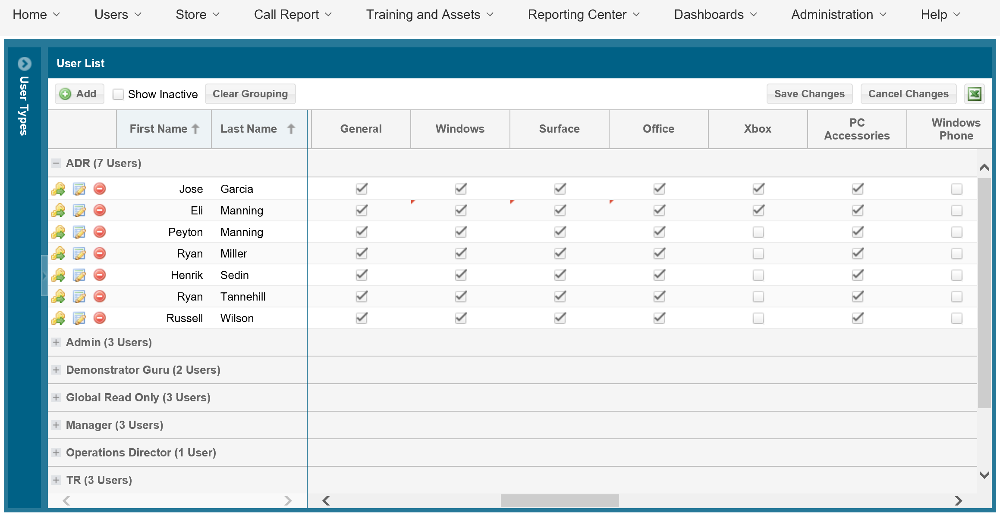 Home Users Store Call Report Training and Assets Reporting Center Dashboards Administration Help
User Types
User List
Add Show Inactive Clear Grouping Save Changes Cancel Changes
First Name Last Name General Windows Surface Office Xbox PC Accessories Windows Phone
ADR (7 Users)
Jose Garcia
Eli Manning
Peyton Manning
Ryan Miller
Henrik Sedin
Ryan Tannehill
Russell Wilson
Admin (3 Users)
Demonstrator Guru (2 Users)
Global Read Only (3 Users)
Manager (3 Users)
Operations Director (1 User)
TR (3 Users)